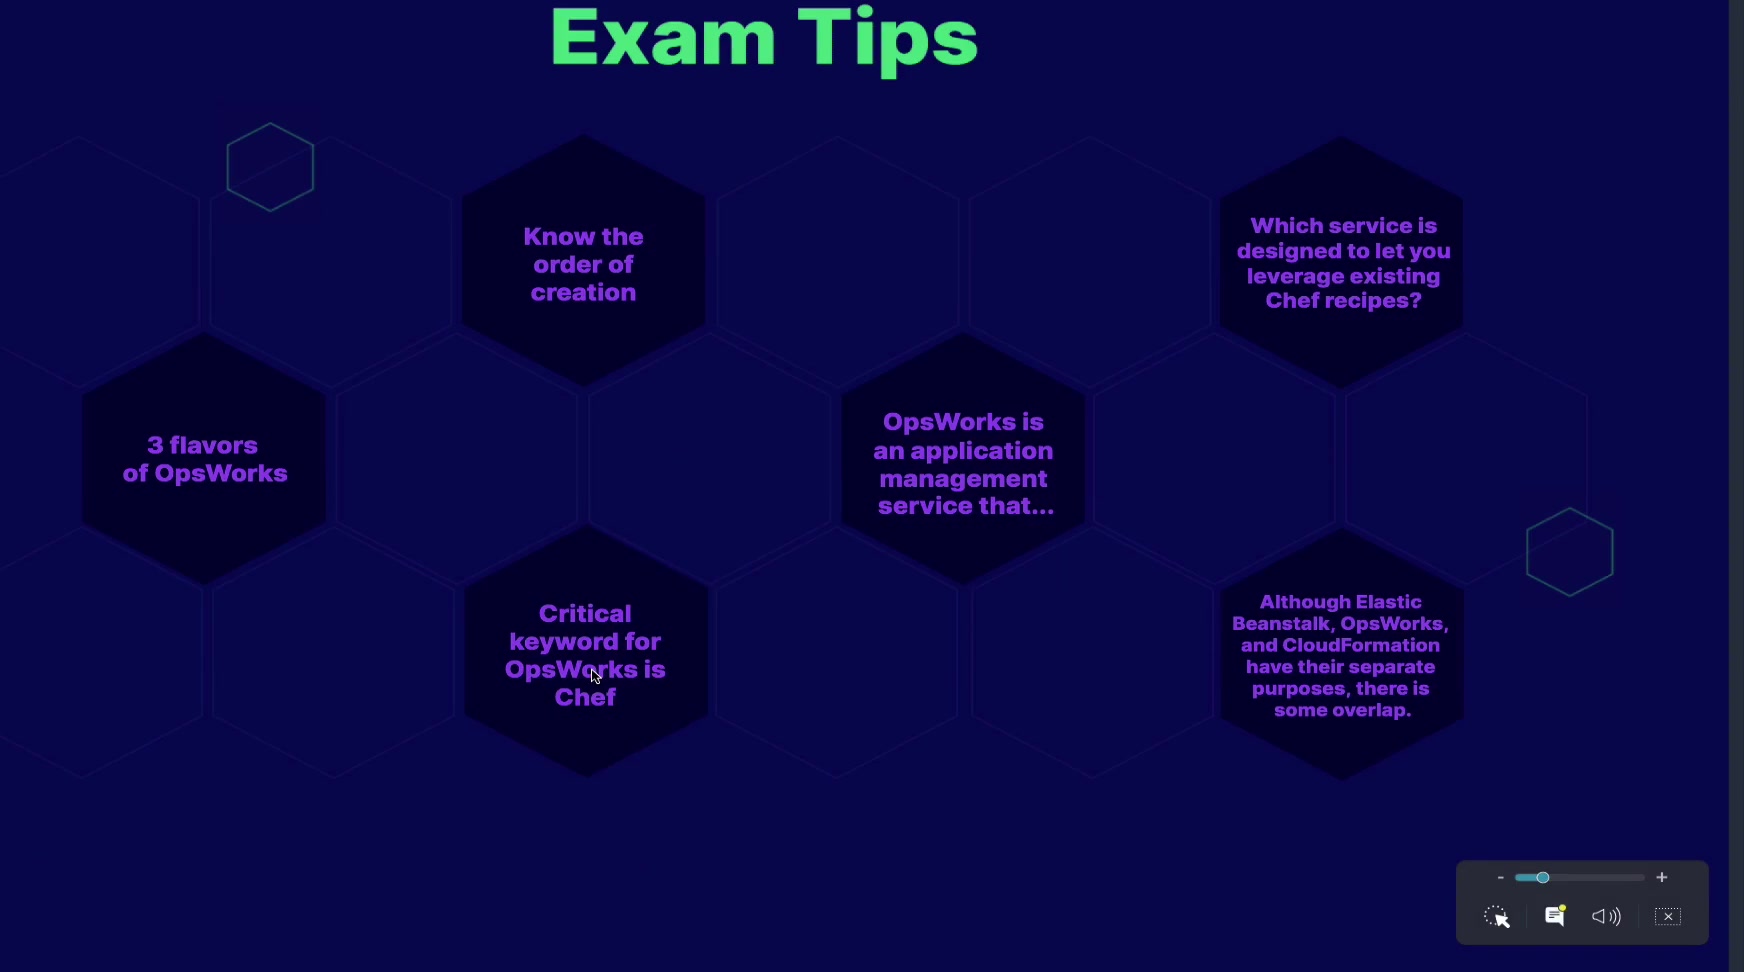 Exam Tips
Know the
order of
creation
Which service is
designed to let you
leverage existing
Chef recipes?
3 flavors
of OpsWorks
OpsWorks is
an application
management
service that...
Critical
keyword for
OpsWorks is
Chef
Although Elastic
Beanstalk, OpsWorks,
and CloudFormation
have their separate
purposes, there is
some overlap.
- +